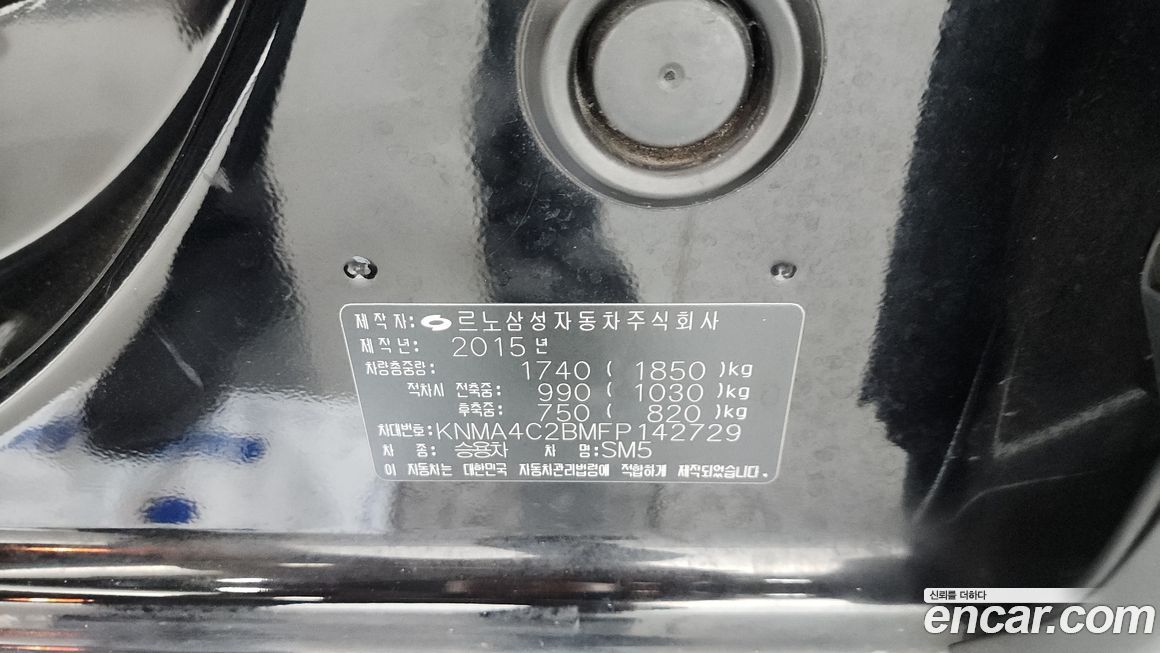 제작자: 르노삼성자동차주식회사
제작년: 2015년
차량총중량: 1740 ( 1850 )kg
적차시 전축중: 990 ( 1030 )kg
후축중: 750 ( 820 )kg
차대번호:KNMA4C2BMFP142729
차 종: 승용차 차 명:SM5
이 자동차는 대한민국 자동차관리법령에 적합하게 제작되었습니다.
신뢰를 더하다
encar.com